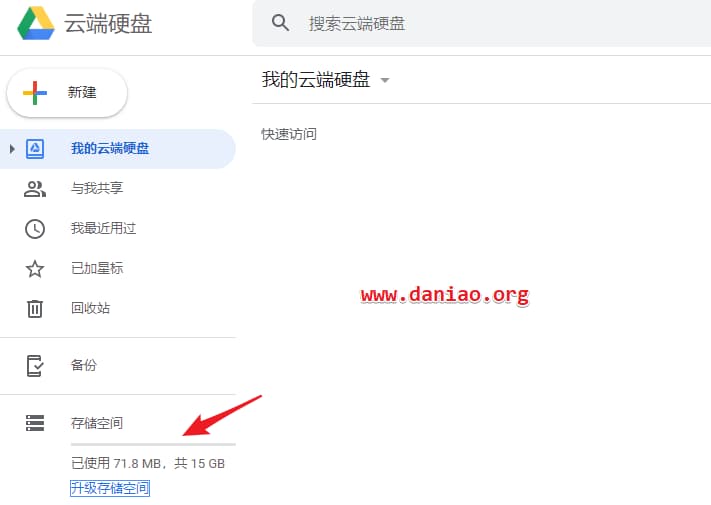 云端硬盘
搜索云端硬盘
新建
我的云端硬盘
快速访问
我的云端硬盘
与我共享
我最近用过
已加星标
回收站
www.daniao.org
备份
存储空间
已使用 71.8 MB，共 15 GB
升级存储空间